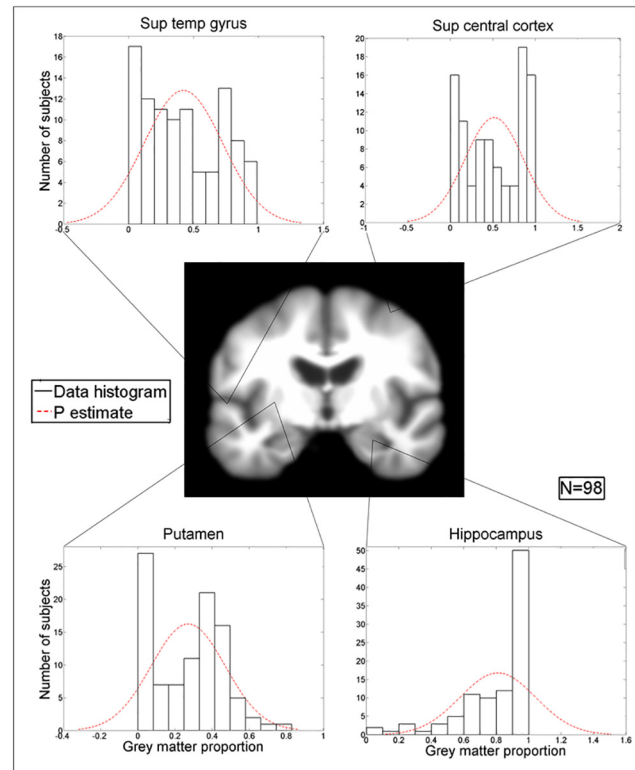 Sup temp gyrus
Sup central cortex
Number of subjects
18
16
14
12
10
8
6
4
2
0
-0.5 0 0.5 1 1.5
20
18
16
14
12
10
8
6
4
2
0
-1 -0.5 0 0.5 1 1.5 2
Data histogram
P estimate
N=98
Putamen
Hippocampus
Number of subjects
25
20
15
10
5
0
-0.4 -0.2 0 0.2 0.4 0.6 0.8 1
Grey matter proportion
50
45
40
35
30
25
20
15
10
5
0
0 0.2 0.4 0.6 0.8 1 1.2 1.4 1.6
Grey matter proportion